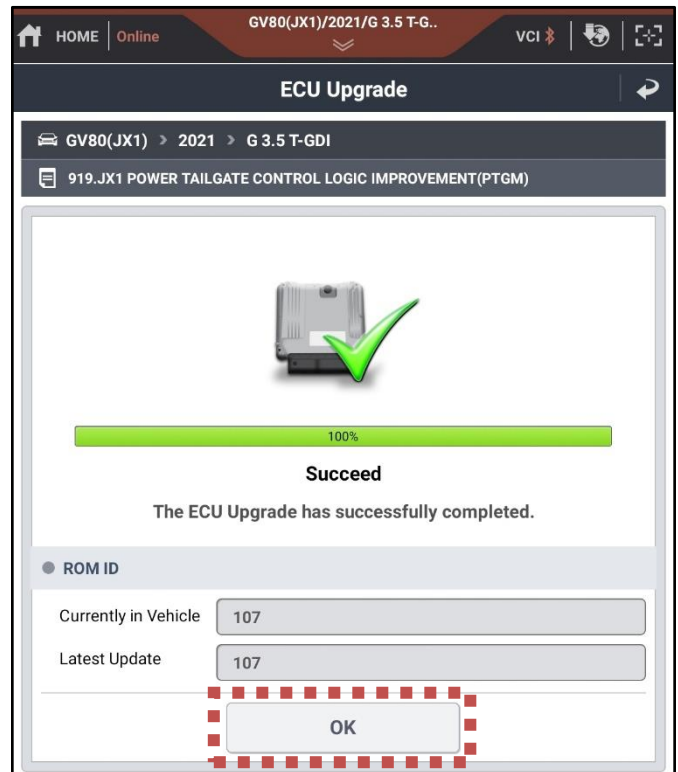 HOME Online GV80(JX1)/2021/G 3.5 T-G.. VCI
ECU Upgrade
GV80(JX1) > 2021 > G 3.5 T-GDI
919.JX1 POWER TAILGATE CONTROL LOGIC IMPROVEMENT(PTGM)
100%
Succeed
The ECU Upgrade has successfully completed.
ROM ID
Currently in Vehicle 107
Latest Update 107
OK